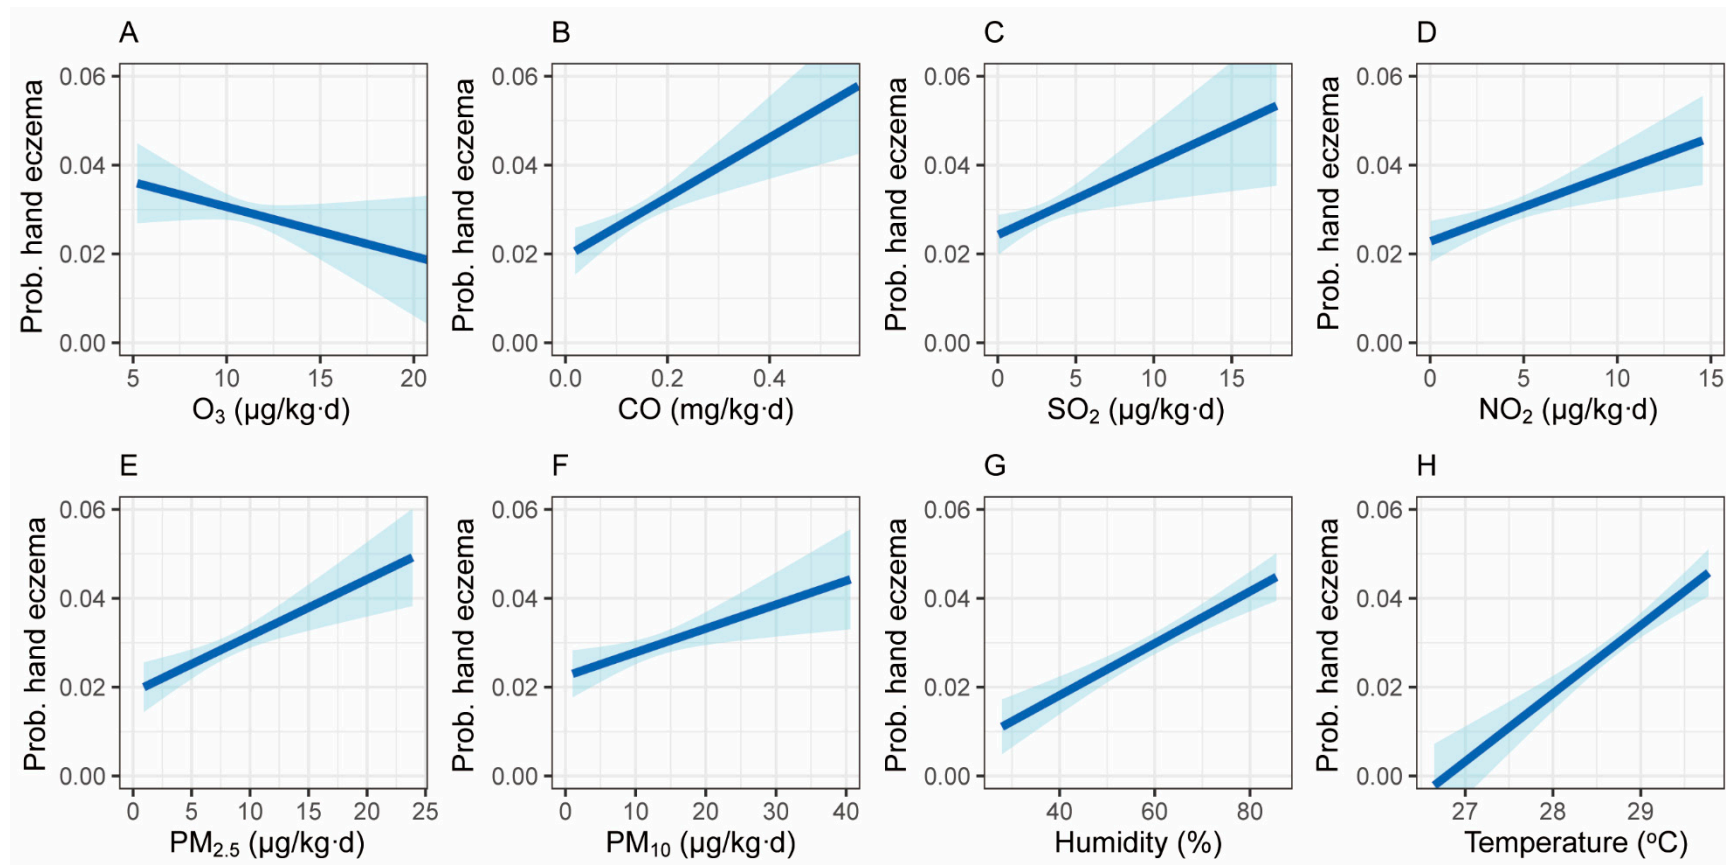 A B C D
Prob. hand eczema 0.06 0.04 0.02 0.00 Prob. hand eczema 0.06 0.04 0.02 0.00 Prob. hand eczema 0.06 0.04 0.02 0.00 Prob. hand eczema 0.06 0.04 0.02 0.00
5 10 15 20 0.0 0.2 0.4 0 5 10 15 0 5 10 15
O₃ (µg/kg·d) CO (mg/kg·d) SO₂ (µg/kg·d) NO₂ (µg/kg·d)
E F G H
Prob. hand eczema 0.06 0.04 0.02 0.00 Prob. hand eczema 0.06 0.04 0.02 0.00 Prob. hand eczema 0.06 0.04 0.02 0.00 Prob. hand eczema 0.06 0.04 0.02 0.00
0 5 10 15 20 25 0 10 20 30 40 40 60 80 27 28 29
PM₂.₅ (µg/kg·d) PM₁₀ (µg/kg·d) Humidity (%) Temperature (ºC)